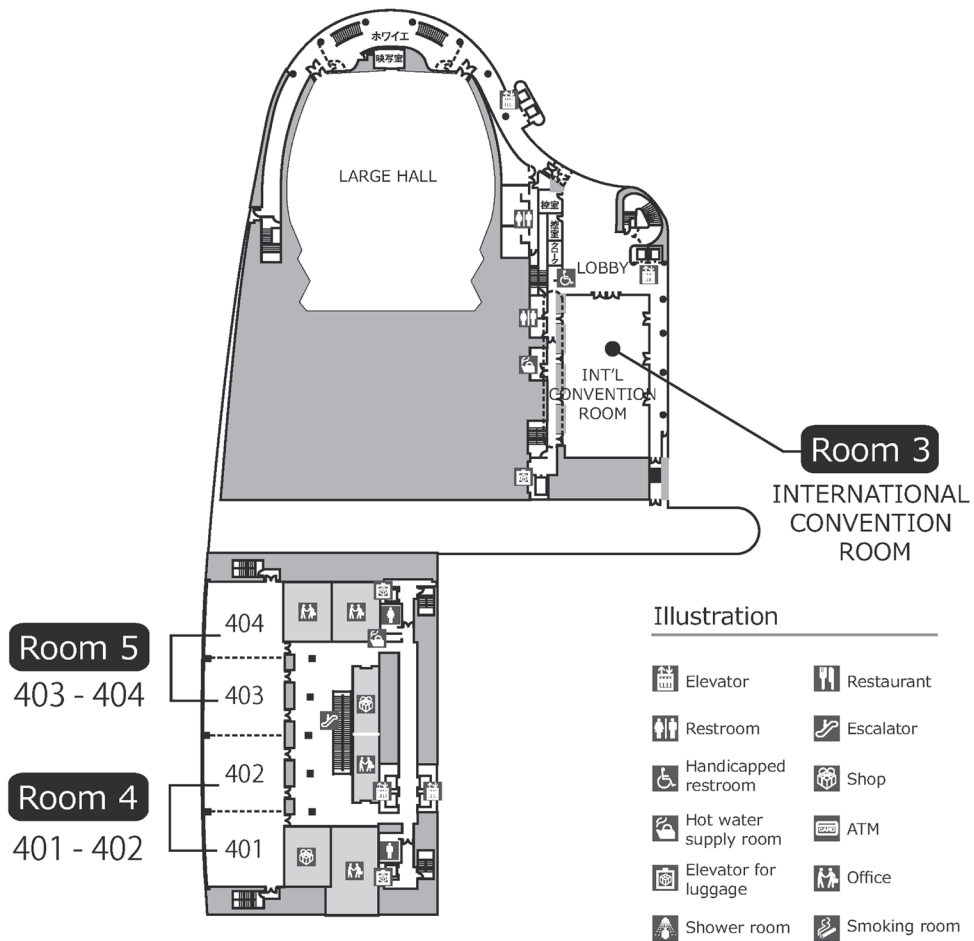 ホワイエ
映写室
LARGE HALL
控室
控室
クローク
LOBBY
INT'L
CONVENTION
ROOM
Room 3
INTERNATIONAL
CONVENTION
ROOM
404
Room 5
403 - 404
403
402
Room 4
401 - 402
401
Illustration
Elevator
Restaurant
Restroom
Escalator
Handicapped
restroom
Shop
Hot water
supply room
CARD
ATM
Elevator for
luggage
Office
Shower room
Smoking room